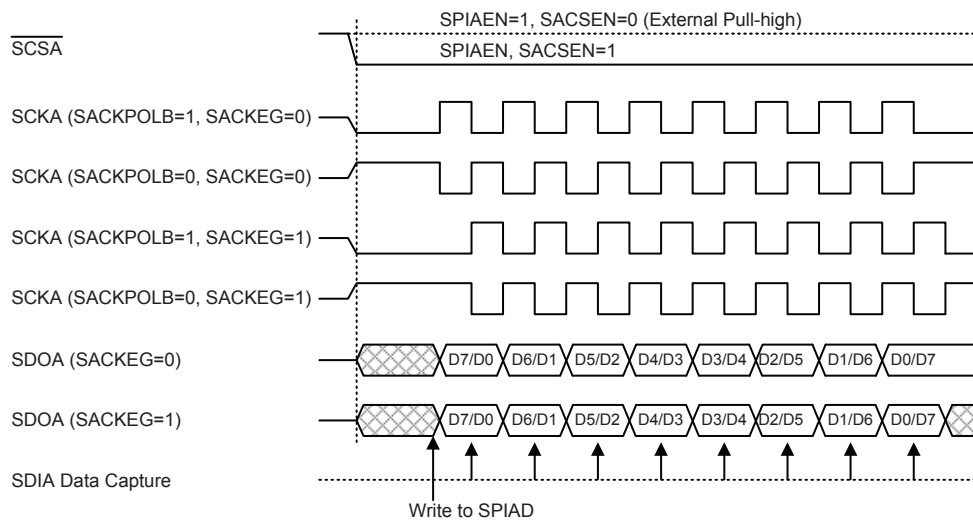 SPIAEN=1, SACSEN=0 (External Pull-high)
SCSA
SPIAEN, SACSEN=1
SCKA (SACKPOLB=1, SACKEG=0)
SCKA (SACKPOLB=0, SACKEG=0)
SCKA (SACKPOLB=1, SACKEG=1)
SCKA (SACKPOLB=0, SACKEG=1)
SDOA (SACKEG=0) D7/D0 D6/D1 D5/D2 D4/D3 D3/D4 D2/D5 D1/D6 D0/D7
SDOA (SACKEG=1) D7/D0 D6/D1 D5/D2 D4/D3 D3/D4 D2/D5 D1/D6 D0/D7
SDIA Data Capture
Write to SPIAD